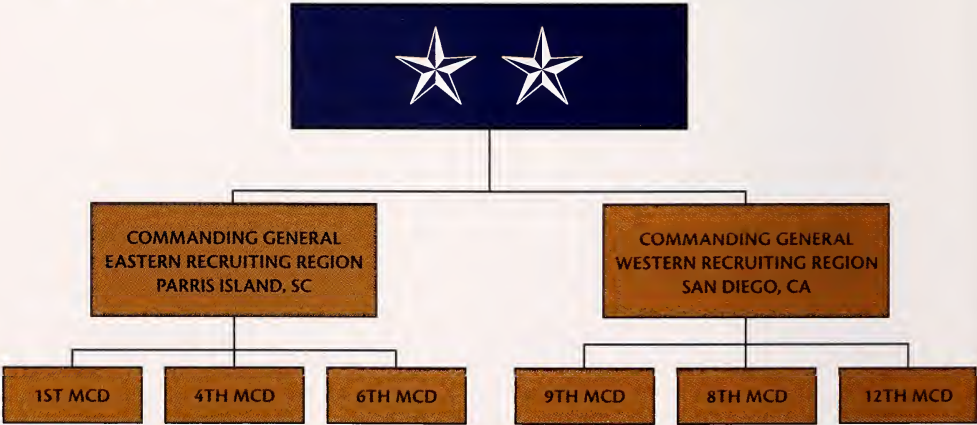 COMMANDING GENERAL
EASTERN RECRUITING REGION
PARRIS ISLAND, SC
COMMANDING GENERAL
WESTERN RECRUITING REGION
SAN DIEGO, CA
1ST MCD
4TH MCD
6TH MCD
9TH MCD
8TH MCD
12TH MCD